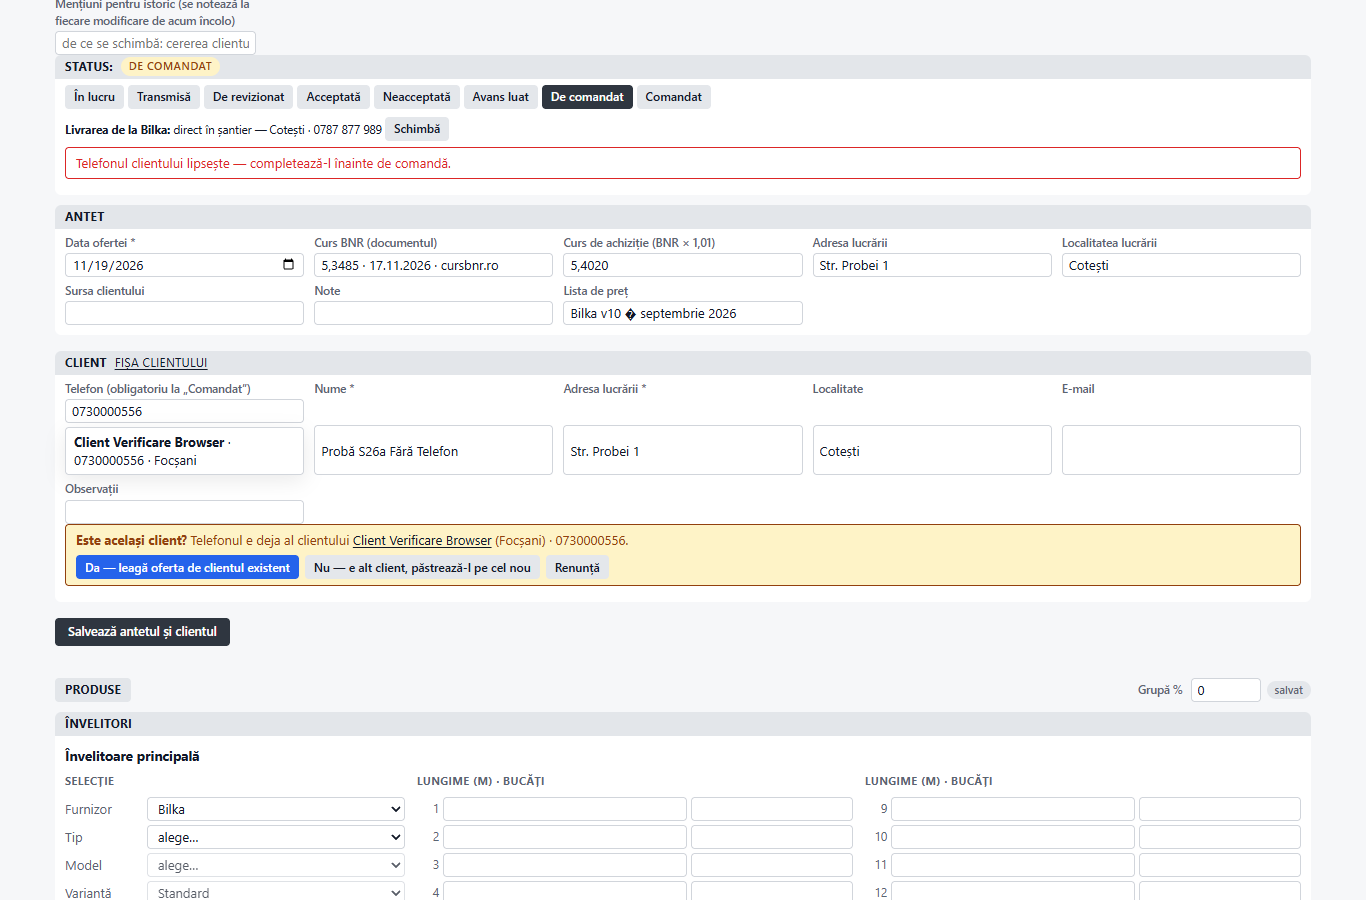 Mențiuni pentru istoric (se notează la
fiecare modificare de acum încolo)
de ce se schimbă: cererea clientu
STATUS: DE COMANDAT
În lucru Transmisă De revizionat Acceptată Neacceptată Avans luat De comandat Comandat
Livrarea de la Bilka: direct în șantier — Cotești · 0787 877 989 Schimbă
Telefonul clientului lipsește — completează-l înainte de comandă.
ANTET
Data ofertei * Curs BNR (documentul) Curs de achiziție (BNR × 1,01) Adresa lucrării Localitatea lucrării
11/19/2026 5,3485 · 17.11.2026 · cursbnr.ro 5,4020 Str. Probei 1 Cotești
Sursa clientului Note Lista de preț
Bilka v10 � septembrie 2026
CLIENT FIȘA CLIENTULUI
Telefon (obligatoriu la „Comandat") Nume * Adresa lucrării * Localitate E-mail
0730000556
Client Verificare Browser ·
0730000556 · Focșani
Probă S26a Fără Telefon Str. Probei 1 Cotești
Observații
Este același client? Telefonul e deja al clientului Client Verificare Browser (Focșani) · 0730000556.
Da — leagă oferta de clientul existent Nu — e alt client, păstrează-l pe cel nou Renunță
Salvează antetul și clientul
PRODUSE Grupă % 0 salvat
ÎNVELITORI
Învelitoare principală
SELECȚIE LUNGIME (M) · BUCĂȚI LUNGIME (M) · BUCĂȚI
Furnizor Bilka 1 9
Tip alege... 2 10
Model alege... 3 11
Variantă Standard 4 12